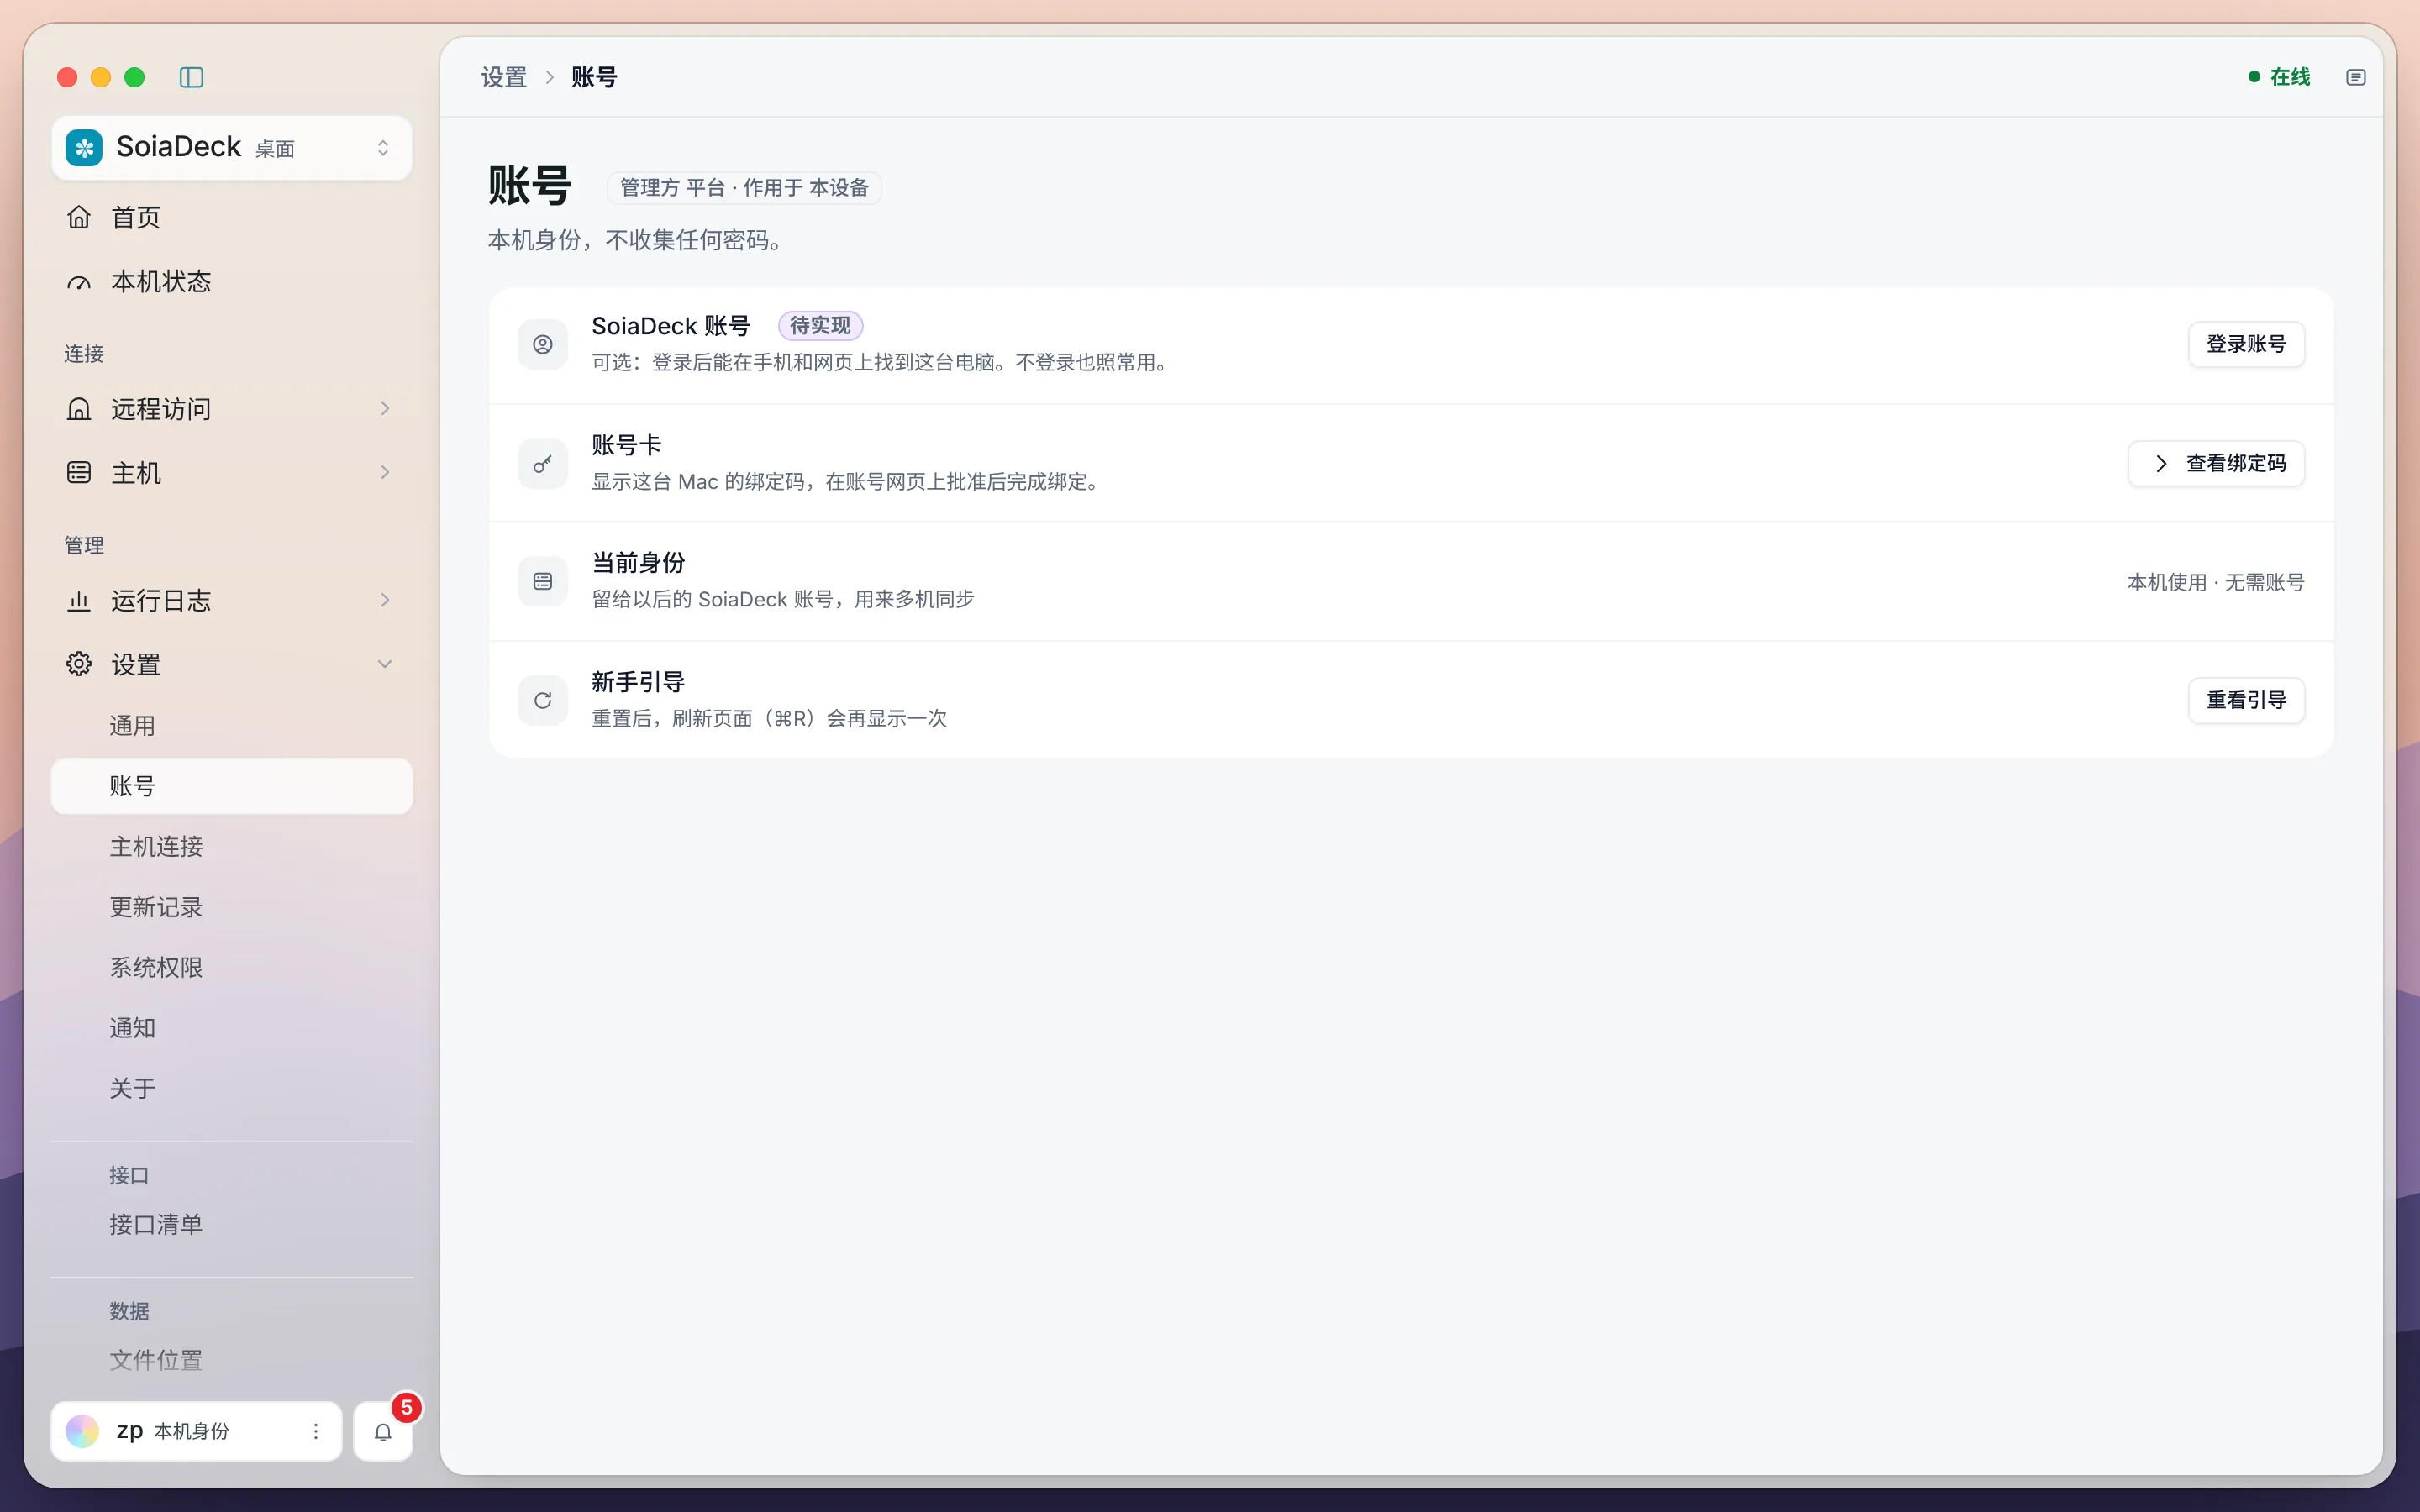 SoiaDeck 桌面
首页
本机状态
连接
远程访问
主机
管理
运行日志
设置
通用
账号
主机连接
更新记录
系统权限
通知
关于
接口
接口清单
数据
文件位置
zp 本机身份
5
设置 > 账号
在线
账号 管理方 平台 · 作用于 本设备
本机身份，不收集任何密码。
SoiaDeck 账号 待实现
可选：登录后能在手机和网页上找到这台电脑。不登录也照常用。
登录账号
账号卡
显示这台 Mac 的绑定码，在账号网页上批准后完成绑定。
查看绑定码
当前身份
留给以后的 SoiaDeck 账号，用来多机同步
本机使用 · 无需账号
新手引导
重置后，刷新页面（⌘R）会再显示一次
重看引导